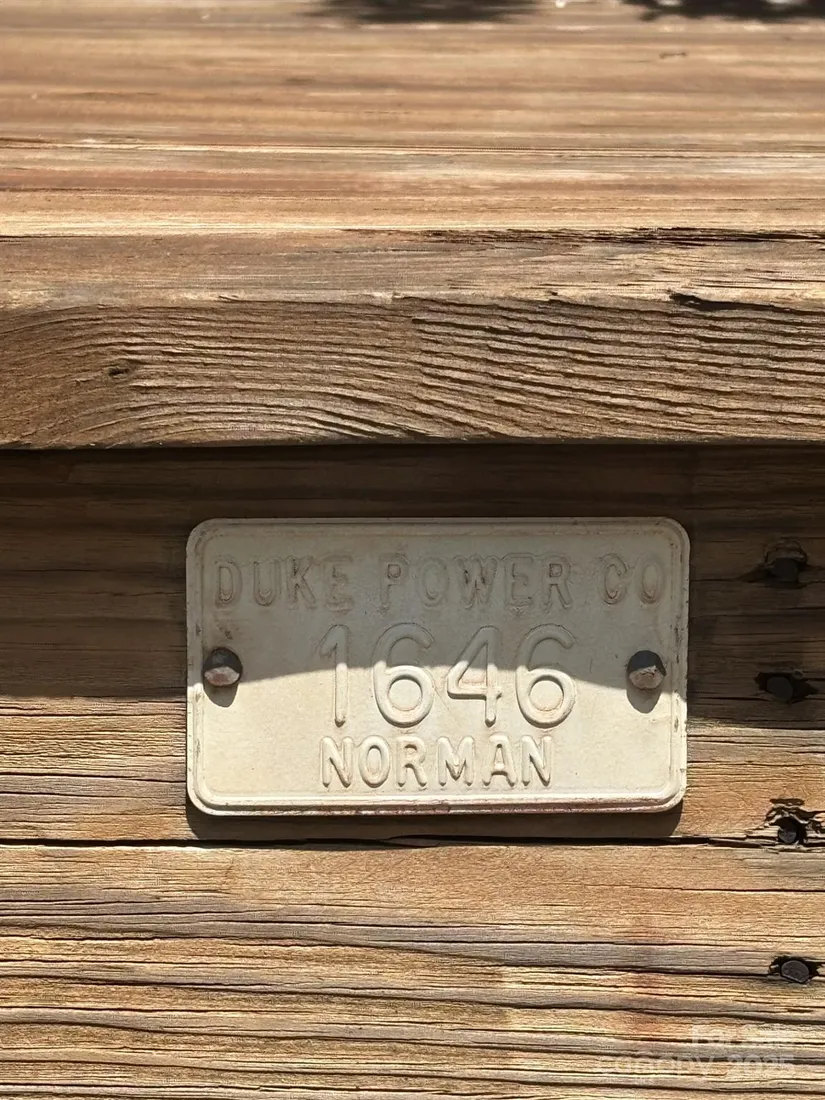 DUKE POWER CO
1646
NORMAN